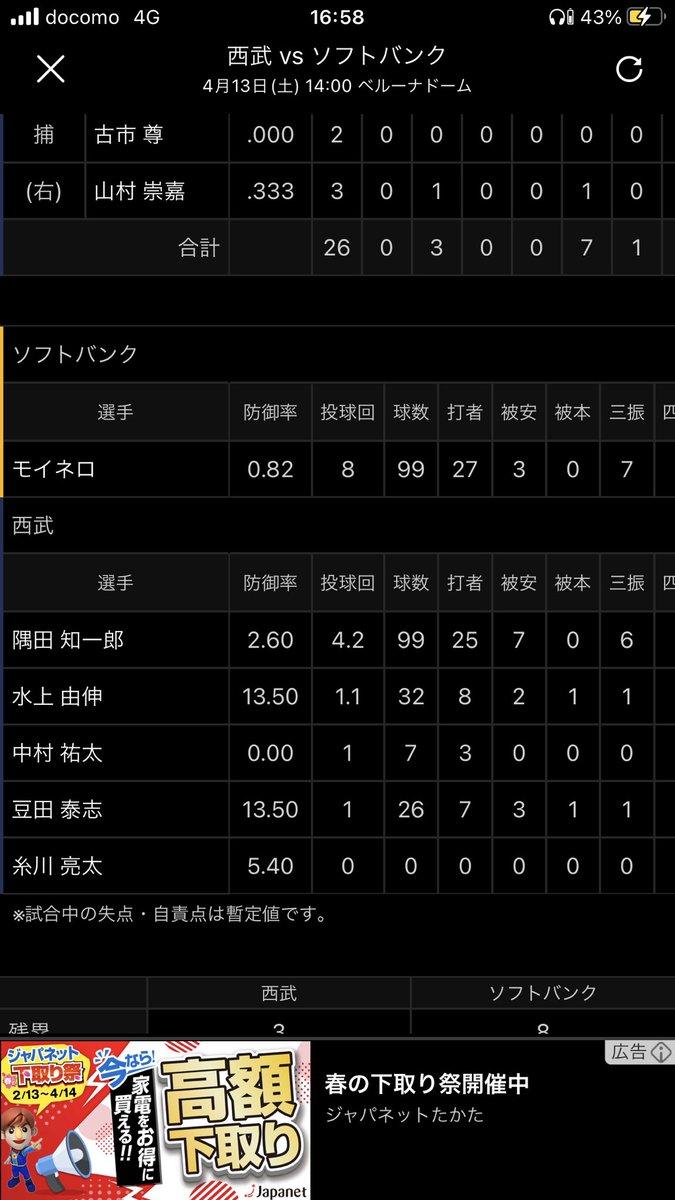 docomo 4G 16:58 43%
西武 vs ソフトバンク
4月13日(土) 14:00 ベルーナドーム
捕 古市 尊 .000 2 0 0 0 0 0 0
(右) 山村 崇嘉 .333 3 0 1 0 0 1 0
合計 26 0 3 0 0 7 1
ソフトバンク
選手 防御率 投球回 球数 打者 被安 被本 三振 四
モイネロ 0.82 8 99 27 3 0 7
西武
選手 防御率 投球回 球数 打者 被安 被本 三振 四
隅田 知一郎 2.60 4.2 99 25 7 0 6
水上 由伸 13.50 1.1 32 8 2 1 1
中村 祐太 0.00 1 7 3 0 0 0
豆田 泰志 13.50 1 26 7 3 1 1
糸川 亮太 5.40 0 0 0 0 0 0
※試合中の失点・自責点は暫定値です。
西武 ソフトバンク
残塁 3 8
ジャパネット
下取り祭
2/13〜4/14
今なら!
家電をお得に
買える!!
高額
下取り
Japanet
広告
春の下取り祭開催中
ジャパネットたかた